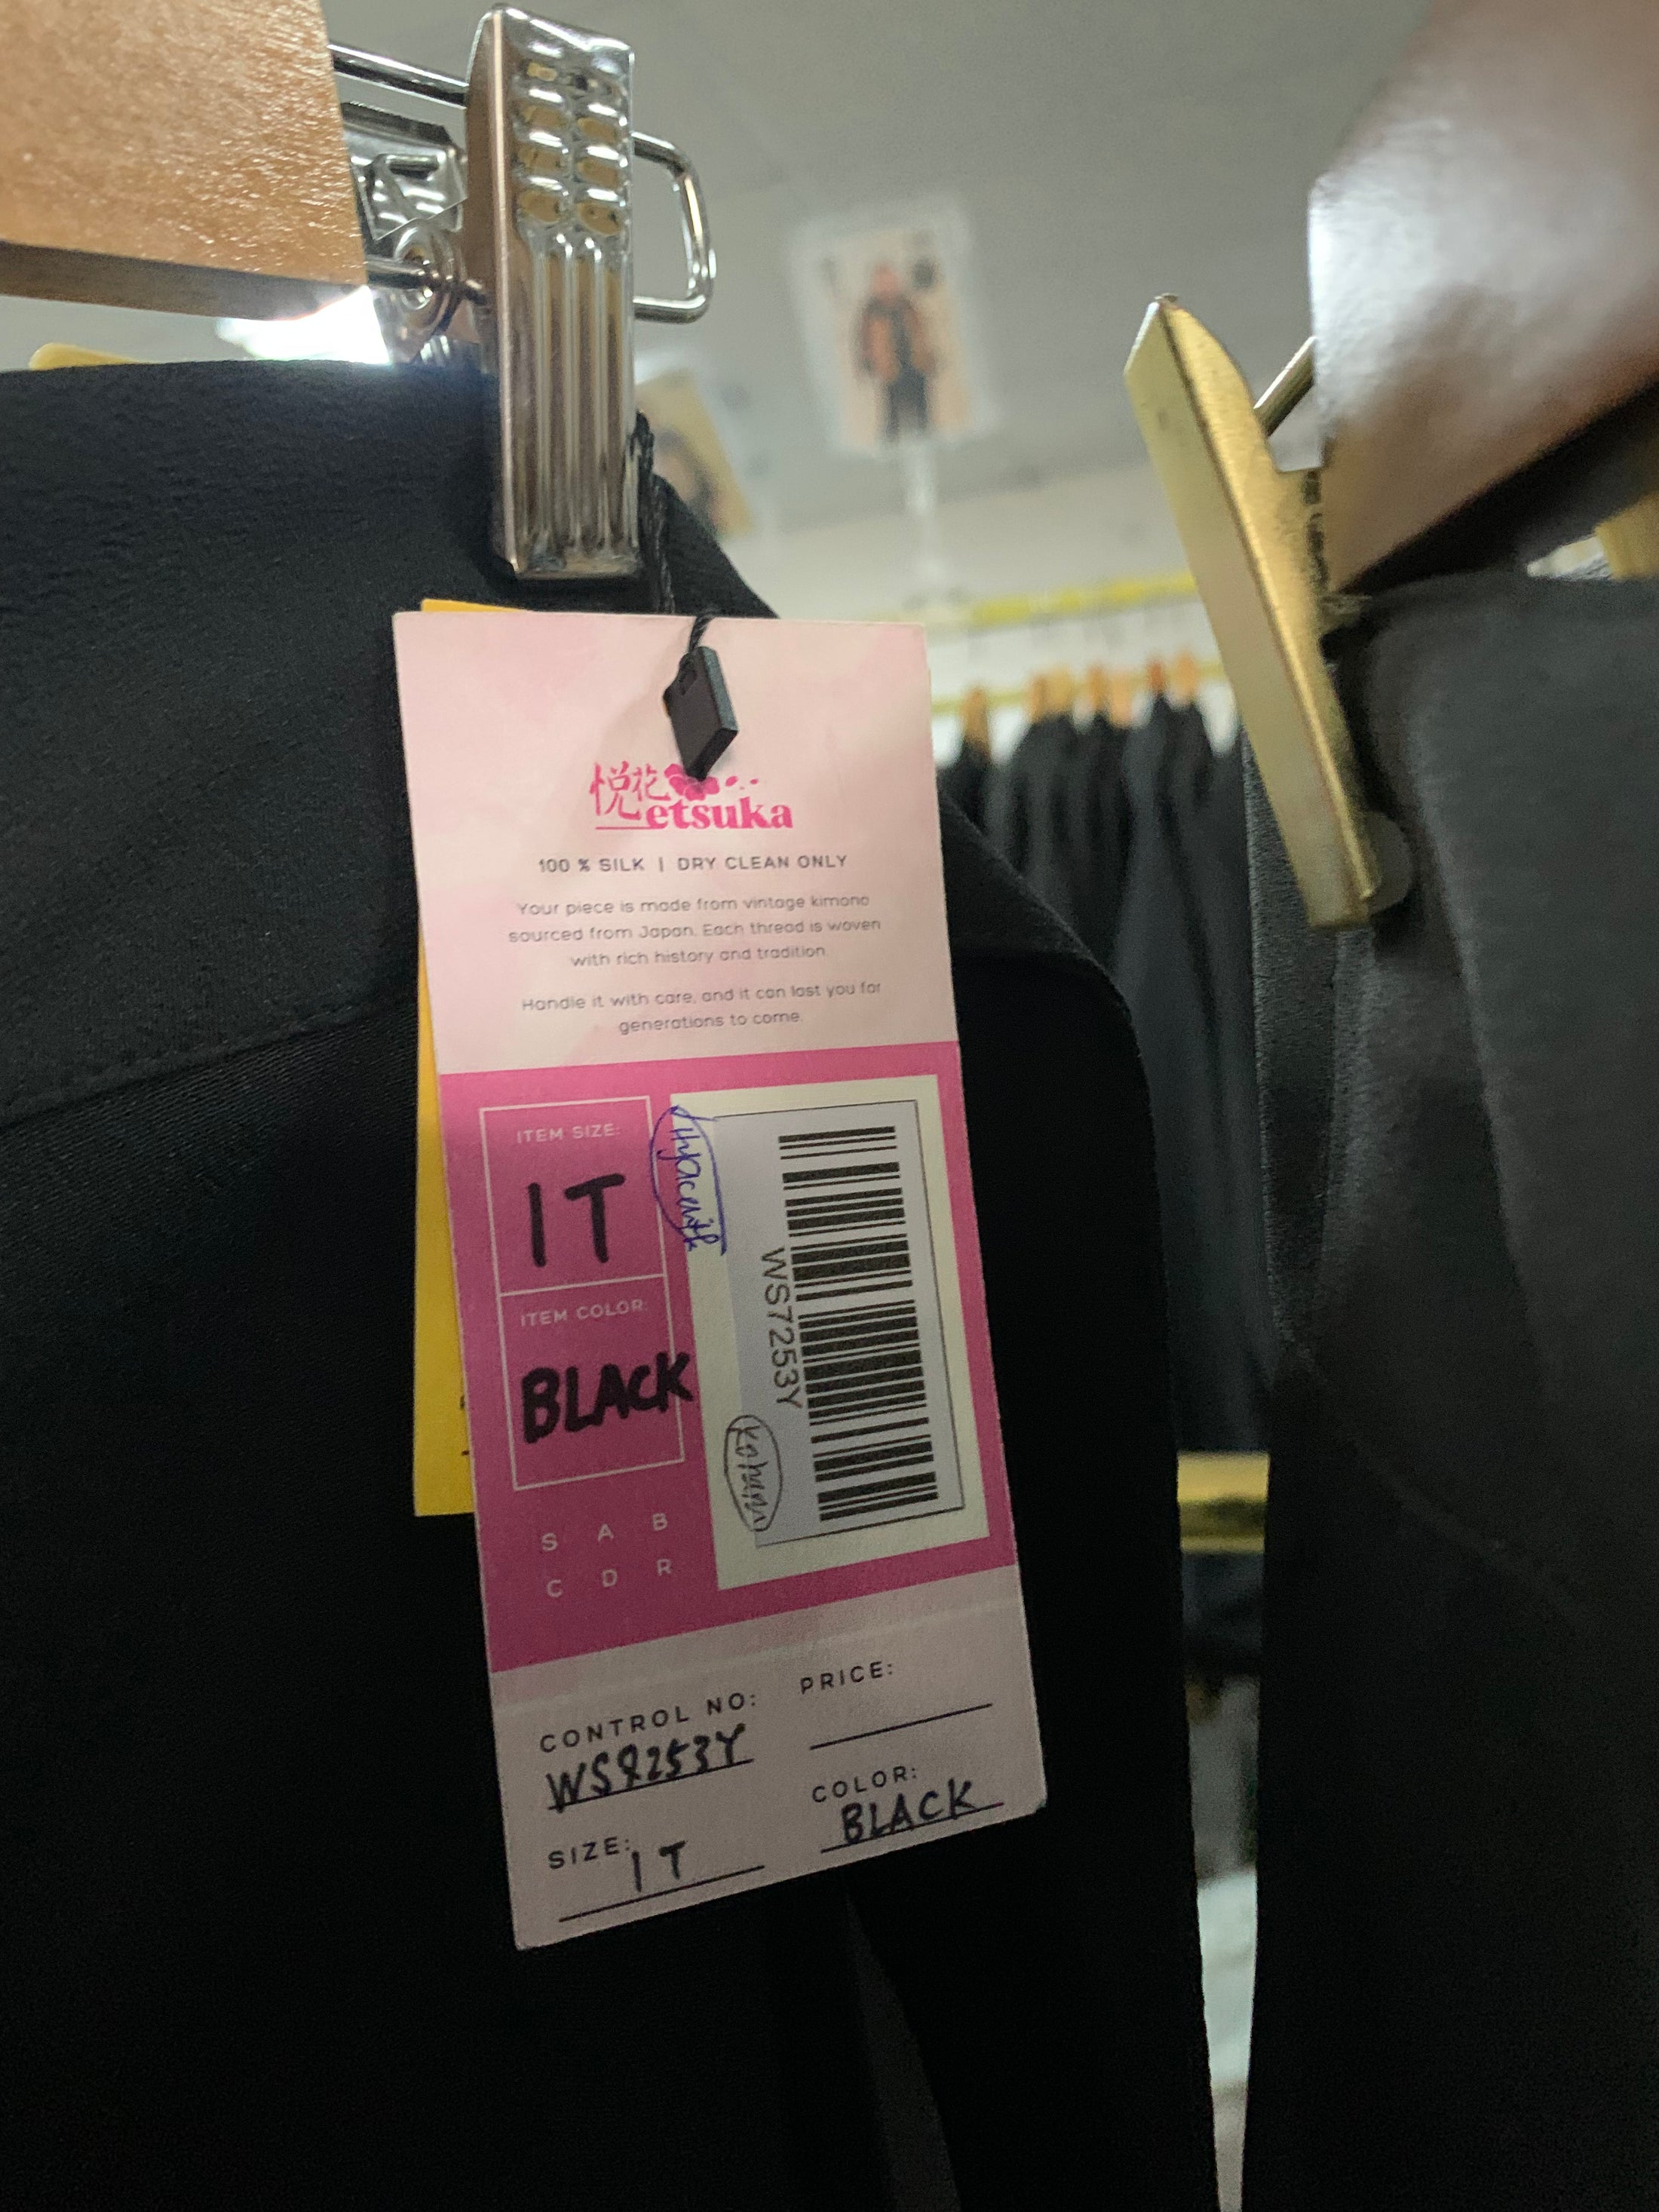 悦花
etsuka
100 % SILK | DRY CLEAN ONLY
Your piece is made from vintage kimono
sourced from Japan. Each thread is woven
with rich history and tradition.
Handle it with care, and it can last you for
generations to come.
ITEM SIZE:
1T
Hyacinth
ITEM COLOR:
BLACK
WS7253Y
S A B
C D R
CONTROL NO:
WS7253Y
PRICE:
SIZE:
1T
COLOR:
BLACK